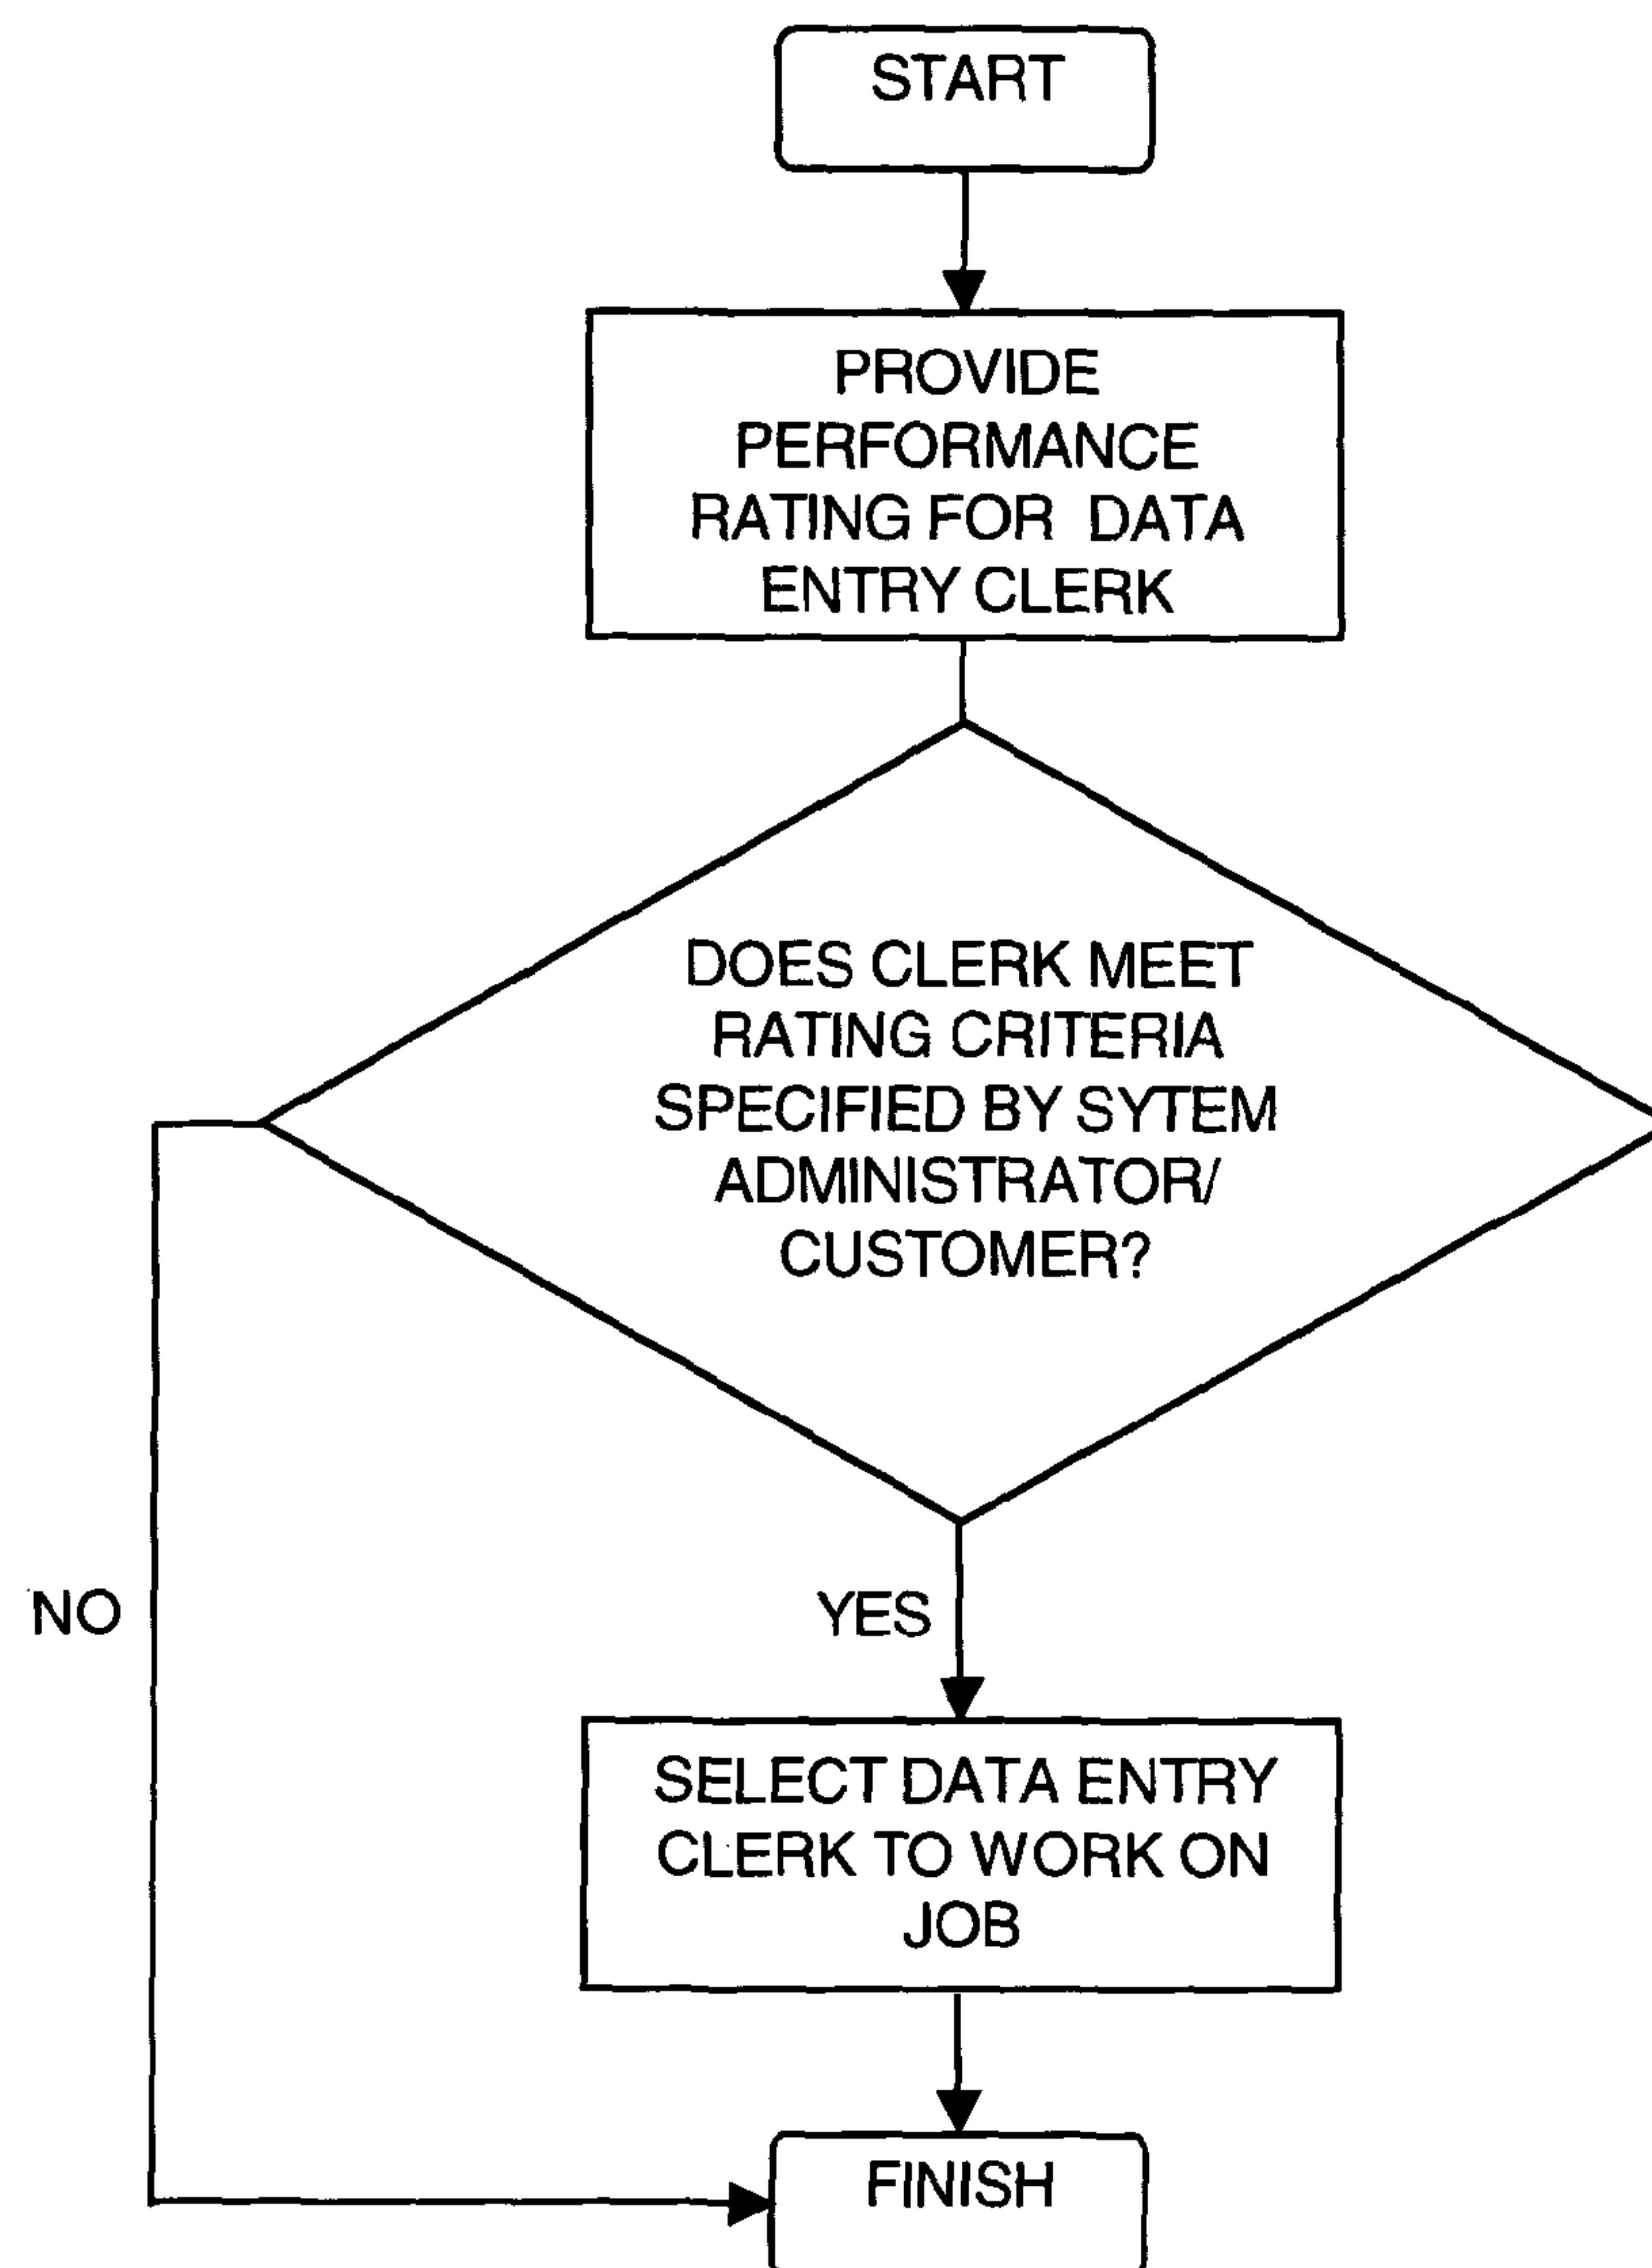 START
PROVIDE
PERFORMANCE
RATING FOR DATA
ENTRY CLERK
DOES CLERK MEET
RATING CRITERIA
SPECIFIED BY SYTEM
ADMINISTRATOR/
CUSTOMER?
NO
YES
SELECT DATA ENTRY
CLERK TO WORK ON
JOB
FINISH